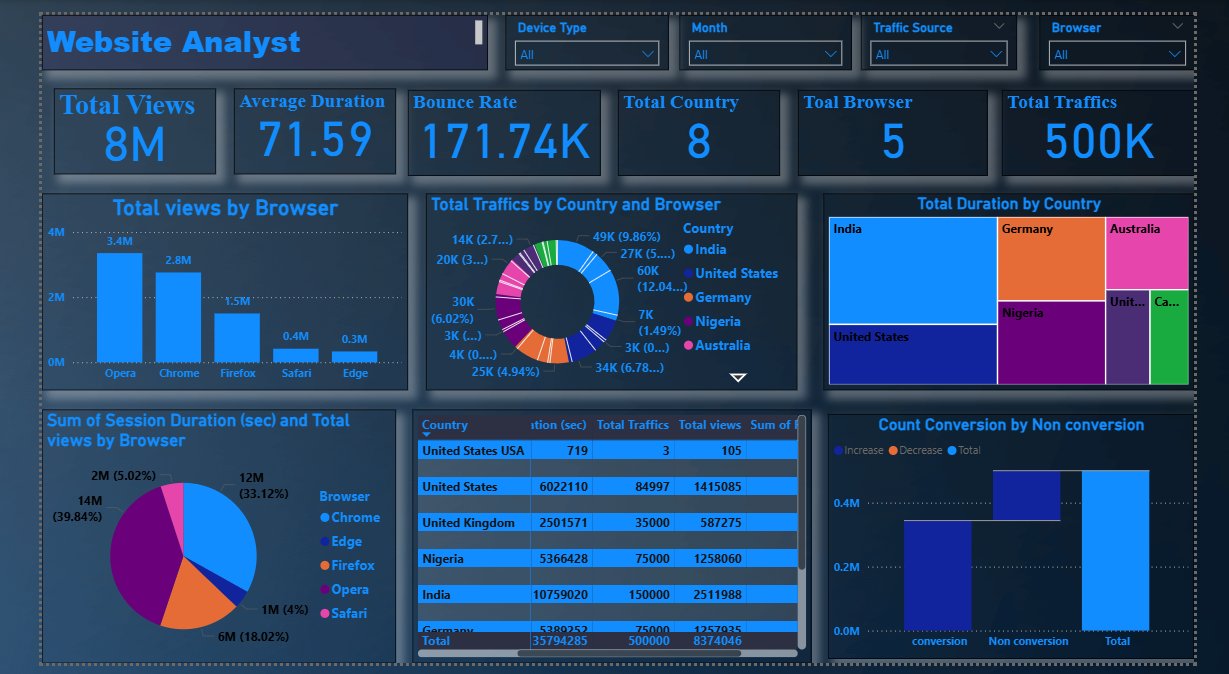 Website Analyst
Device Type
All
Month
All
Traffic Source
All
Browser
All
Total Views
8M
Average Duration
71.59
Bounce Rate
171.74K
Total Country
8
Toal Browser
5
Total Traffics
500K
Total views by Browser
4M
2M
0M
3.4M
2.8M
1.5M
0.4M
0.3M
Opera
Chrome
Firefox
Safari
Edge
Total Traffics by Country and Browser
49K (9.86%)
27K (5....)
60K
(12.04...)
7K
(1.49%)
3K (0...)
34K (6.78...)
25K (4.94%)
4K (0....)
3K (...)
30K
(6.02%)
20K (3...)
14K (2.7...)
Country
India
United States
Germany
Nigeria
Australia
Total Duration by Country
India
United States
Germany
Nigeria
Australia
Unit...
Ca...
Sum of Session Duration (sec) and Total
views by Browser
12M
(33.12%)
1M (4%)
6M (18.02%)
14M
(39.84%)
2M (5.02%)
Browser
Chrome
Edge
Firefox
Opera
Safari
Country ation (sec) Total Traffics Total views Sum of
United States USA 719 3 105
United States 6022110 84997 1415085
United Kingdom 2501571 35000 587275
Nigeria 5366428 75000 1258060
India 10759020 150000 2511988
Germany 5389252 75000 1257935
Total 35794285 500000 8374046
Count Conversion by Non conversion
Increase Decrease Total
0.4M
0.2M
0.0M
conversion Non conversion Total